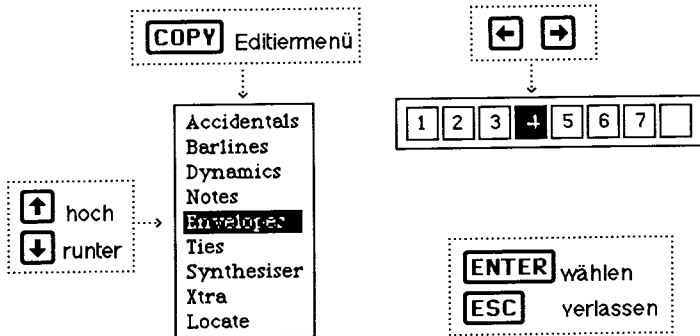 COPY Editiermenü
Accidentals
Barlines
Dynamics
Notes
Envelopes
Ties
Synthesiser
Xtra
Locate
1 2 3 4 5 6 7
hoch
runter
ENTER wählen
ESC verlassen